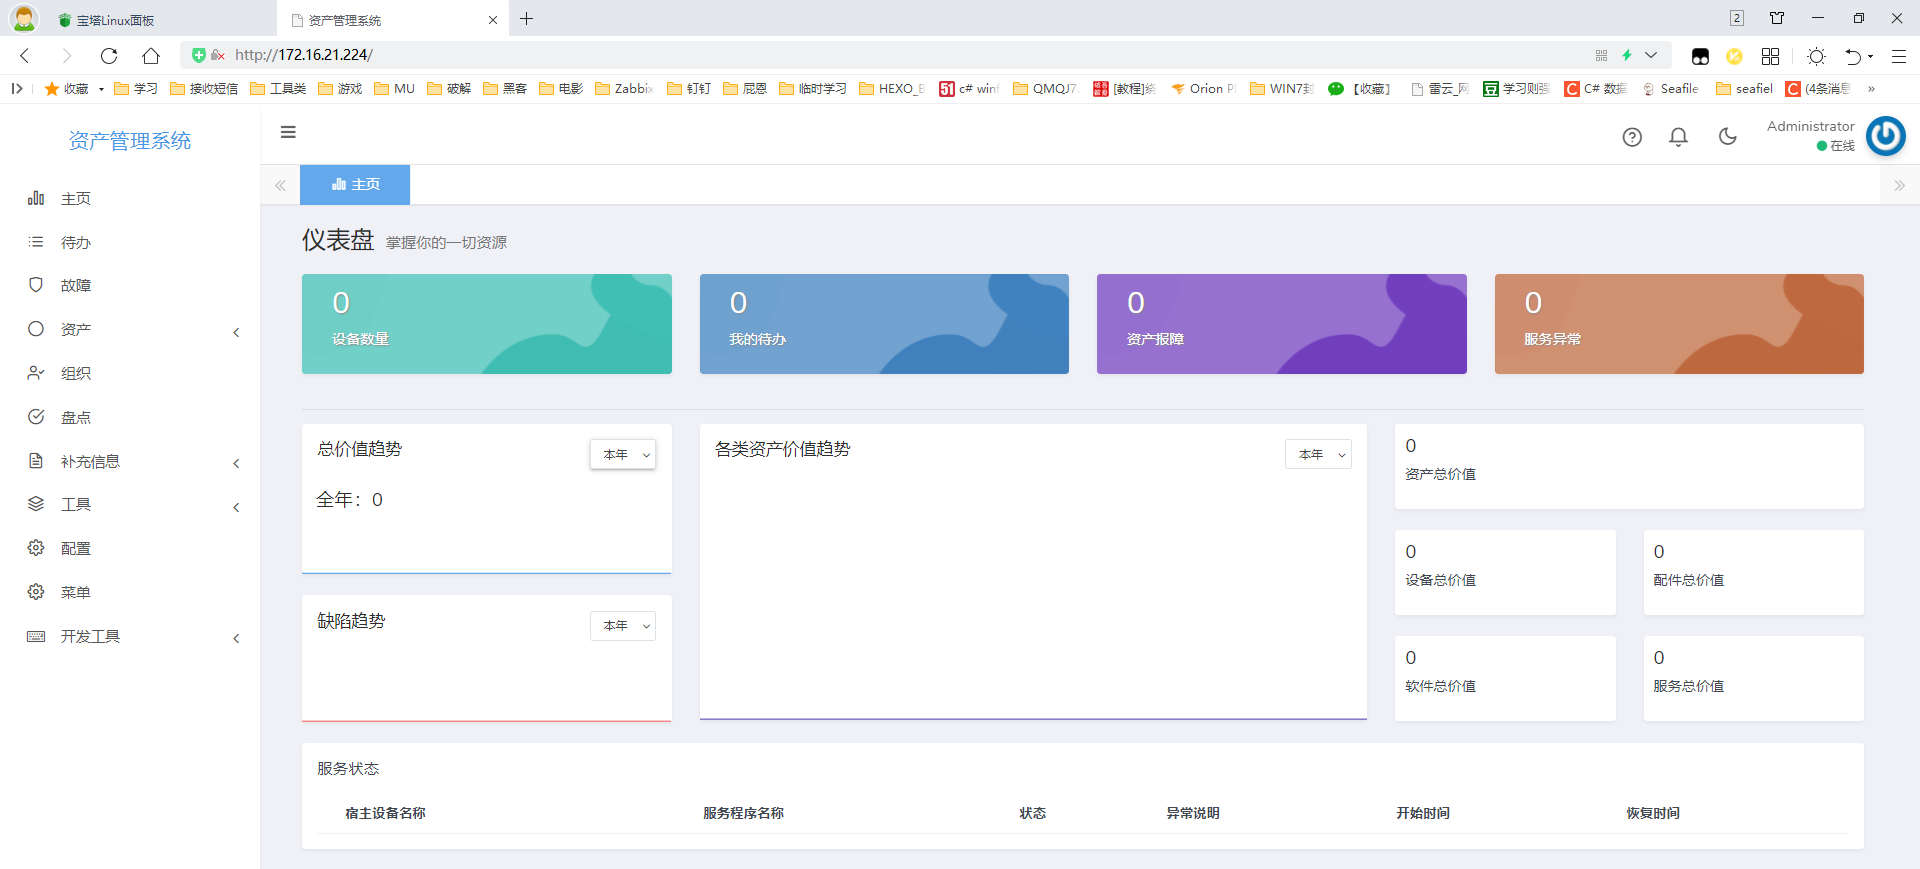 宝塔Linux面板
资产管理系统
2
http://172.16.21.224/
收藏 学习 接收短信 工具类 游戏 MU 破解 黑客 电影 Zabbix 钉钉 屁恩 临时学习 HEXO_B c# winf QMQJ7. [教程] Orion P WIN7封 【收藏】 雷云_网 学习则强 C# 数据 Seafile seafiel (4条消息 »
资产管理系统
Administrator
在线
主页
待办
故障
资产
组织
盘点
补充信息
工具
配置
菜单
开发工具
主页
仪表盘 掌握你的一切资源
0
设备数量
0
我的待办
0
资产报障
0
服务异常
总价值趋势 本年
全年：0
缺陷趋势 本年
各类资产价值趋势 本年
0
资产总价值
0
设备总价值
0
配件总价值
0
软件总价值
0
服务总价值
服务状态
宿主设备名称 服务程序名称 状态 异常说明 开始时间 恢复时间